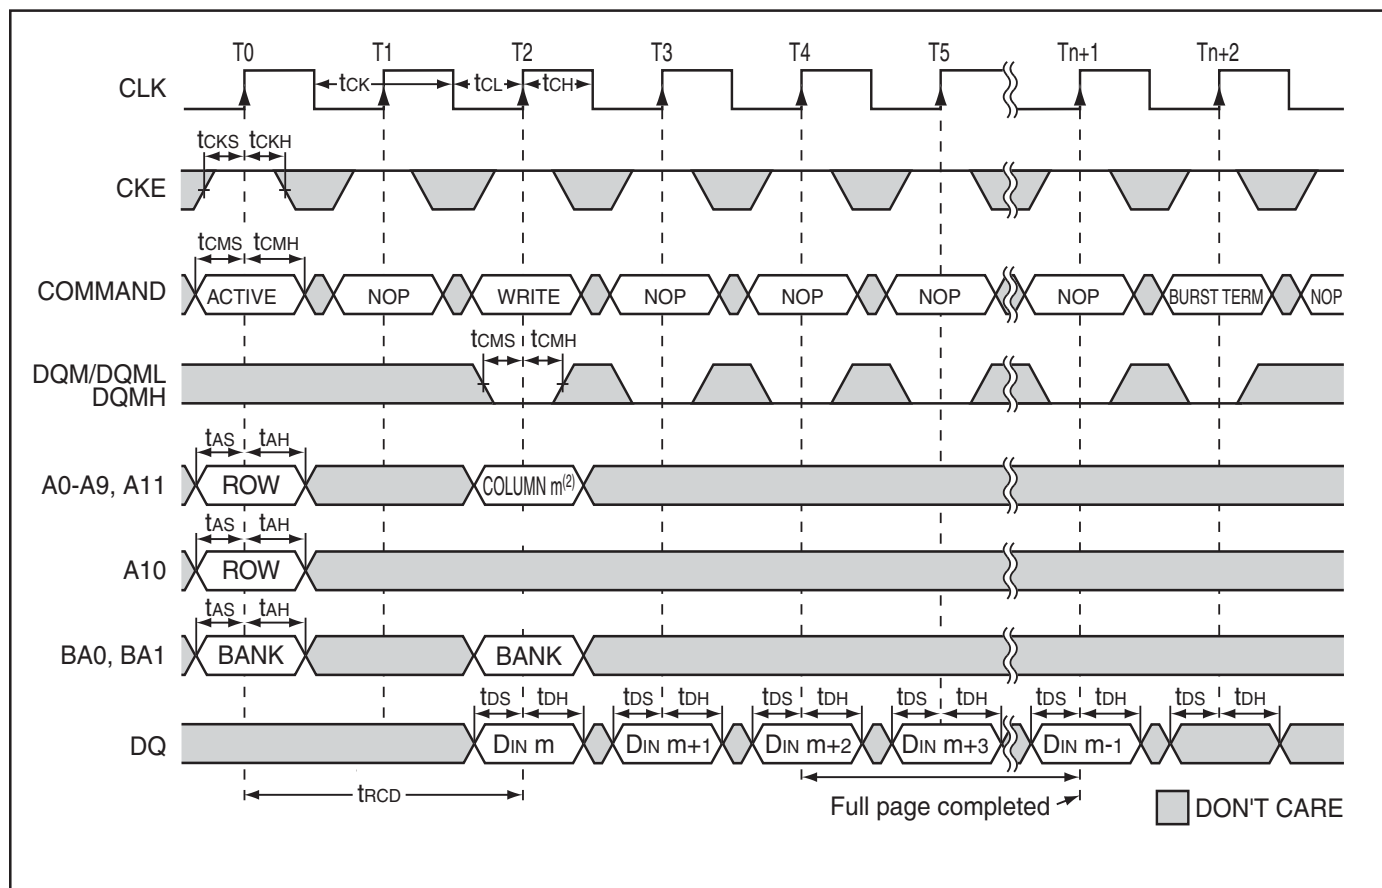 T0 T1 T2 T3 T4 T5 Tn+1 Tn+2
CLK
tCK tCL tCH
tCKS tCKH
CKE
tCMS tCMH
COMMAND ACTIVE NOP WRITE NOP NOP NOP NOP BURST TERM NOP
tCMS tCMH
DQM/DQML
DQMH
tAS tAH
A0-A9, A11 ROW COLUMN m(2)
tAS tAH
A10 ROW
tAS tAH
BA0, BA1 BANK BANK
tDS tDH tDS tDH tDS tDH tDS tDH tDS tDH tDS tDH
DQ DIN m DIN m+1 DIN m+2 DIN m+3 DIN m-1
tRCD
Full page completed
DON'T CARE